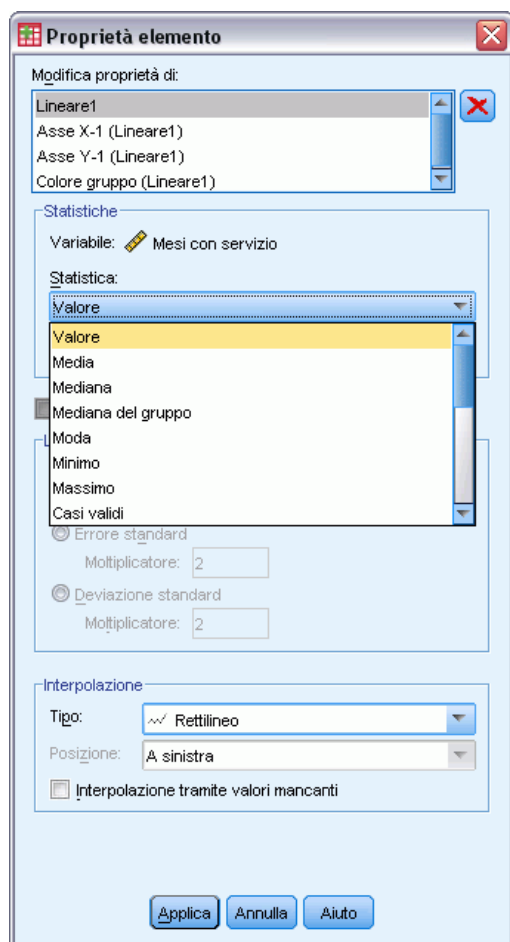 Proprietà elemento
Modifica proprietà di:
Lineare1
Asse X-1 (Lineare1)
Asse Y-1 (Lineare1)
Colore gruppo (Lineare1)
Statistiche
Variabile: Mesi con servizio
Statistica:
Valore
Valore
Media
Mediana
Mediana del gruppo
Moda
Minimo
Massimo
Casi validi
Errore standard
Moltiplicatore: 2
Deviazione standard
Moltiplicatore: 2
Interpolazione
Tipo: Rettilineo
Posizione: A sinistra
Interpolazione tramite valori mancanti
Applica Annulla Aiuto